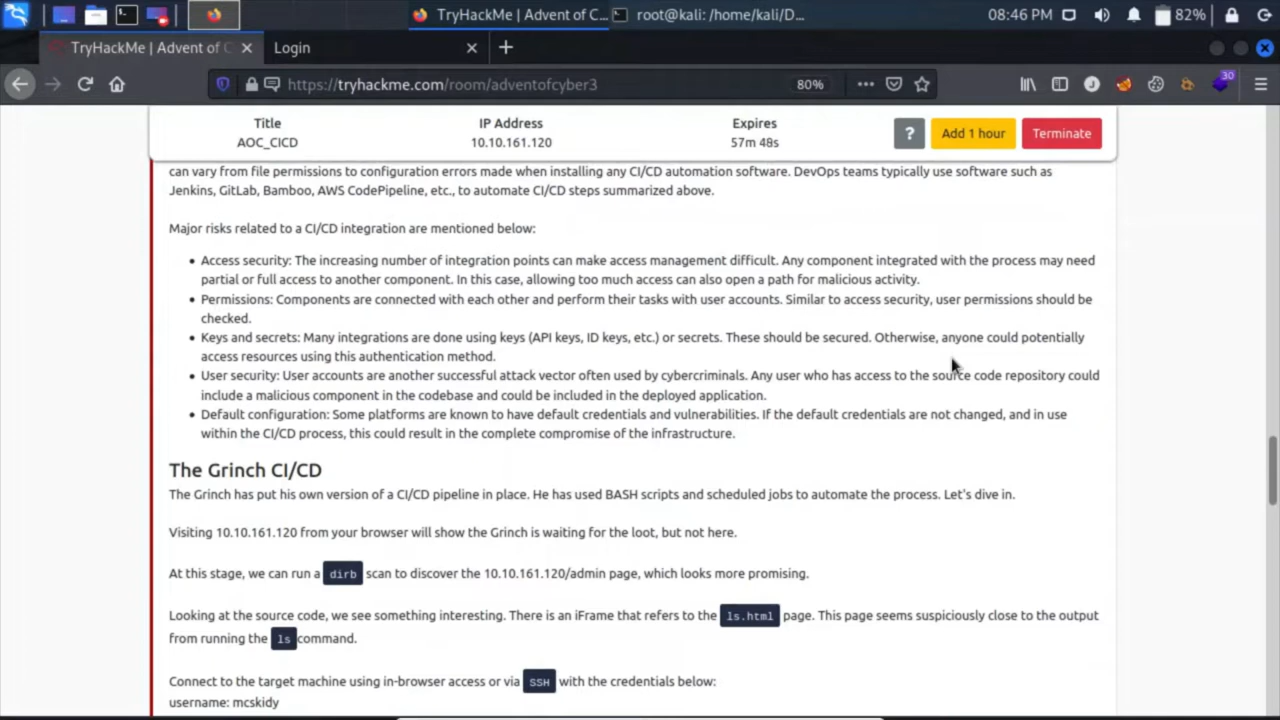 TryHackMe | Advent of C...
root@kali: /home/kali/D...
08:46 PM
82%
TryHackMe | Advent of C
Login
https://tryhackme.com/room/adventofcyber3
80%
30
Title
IP Address
Expires
AOC_CICD
10.10.161.120
57m 48s
?
Add 1 hour
Terminate
can vary from file permissions to configuration errors made when installing any CI/CD automation software. DevOps teams typically use software such as
Jenkins, GitLab, Bamboo, AWS CodePipeline, etc., to automate CI/CD steps summarized above.
Major risks related to a CI/CD integration are mentioned below:
• Access security: The increasing number of integration points can make access management difficult. Any component integrated with the process may need
partial or full access to another component. In this case, allowing too much access can also open a path for malicious activity.
• Permissions: Components are connected with each other and perform their tasks with user accounts. Similar to access security, user permissions should be
checked.
• Keys and secrets: Many integrations are done using keys (API keys, ID keys, etc.) or secrets. These should be secured. Otherwise, anyone could potentially
access resources using this authentication method.
• User security: User accounts are another successful attack vector often used by cybercriminals. Any user who has access to the source code repository could
include a malicious component in the codebase and could be included in the deployed application.
• Default configuration: Some platforms are known to have default credentials and vulnerabilities. If the default credentials are not changed, and in use
within the CI/CD process, this could result in the complete compromise of the infrastructure.
The Grinch CI/CD
The Grinch has put his own version of a CI/CD pipeline in place. He has used BASH scripts and scheduled jobs to automate the process. Let's dive in.
Visiting 10.10.161.120 from your browser will show the Grinch is waiting for the loot, but not here.
At this stage, we can run a dirb scan to discover the 10.10.161.120/admin page, which looks more promising.
Looking at the source code, we see something interesting. There is an iFrame that refers to the ls.html page. This page seems suspiciously close to the output
from running the ls command.
Connect to the target machine using in-browser access or via SSH with the credentials below:
username: mcskidy